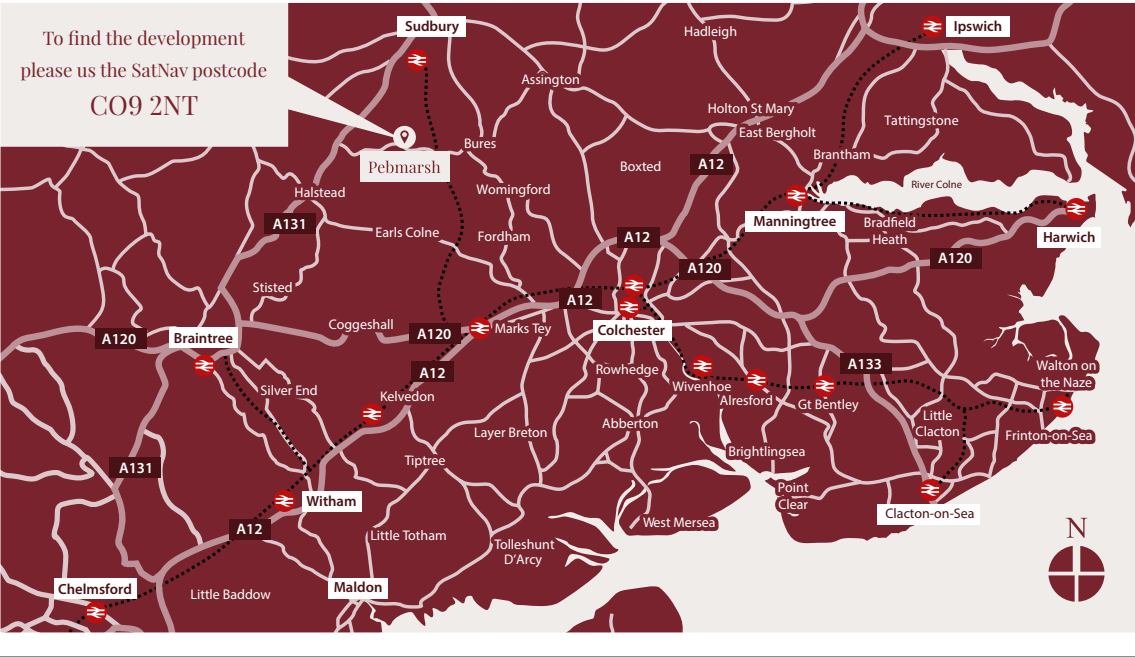 To find the development
please us the SatNav postcode
CO9 2NT
Sudbury
Ipswich
Hadleigh
Assington
Holton St Mary
Tattingstone
East Bergholt
Pebmarsh
Bures
Boxted
A12
Brantham
River Colne
Halstead
Womingford
Manningtree
Bradfield
Heath
Harwich
A131
Earls Colne
Fordham
A12
A120
A120
Stisted
A12
Coggeshall
A120
Marks Tey
Colchester
A120
Braintree
A12
Rowhedge
Wivenhoe
Alresford
A133
Gt Bentley
Walton on
the Naze
Silver End
Kelvedon
Layer Breton
Abberton
Little
Clacton
Frinton-on-Sea
Brightlingsea
A131
Tiptree
Point
Clear
Witham
West Mersea
Clacton-on-Sea
A12
Little Totham
Tolleshunt
D'Arcy
N
Chelmsford
Little Baddow
Maldon